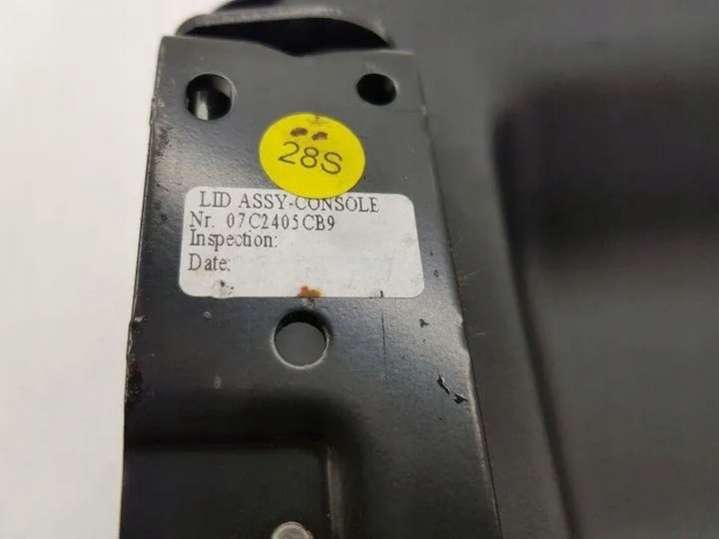 28S
LID ASSY-CONSOLE
Nr. 07C2405CB9
Inspection:
Date: